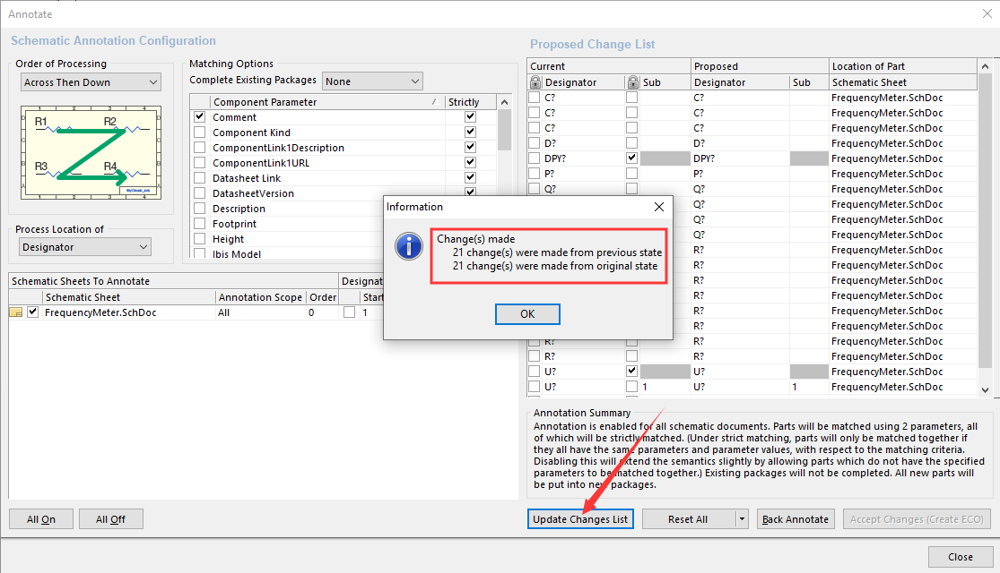 Annotate
Schematic Annotation Configuration
Order of Processing
Across Then Down
R1 R2
R3 R4
Process Location of
Designator
Matching Options
Complete Existing Packages None
Component Parameter Strictly
Comment
Component Kind
ComponentLink1Description
ComponentLink1URL
Datasheet Link
DatasheetVersion
Description
Footprint
Height
Ibis Model
Schematic Sheets To Annotate Designat
Schematic Sheet Annotation Scope Order Start
FrequencyMeter.SchDoc All 0 1
Proposed Change List
Current Proposed Location of Part
Designator Sub Designator Sub Schematic Sheet
C? C? FrequencyMeter.SchDoc
C? C? FrequencyMeter.SchDoc
C? C? FrequencyMeter.SchDoc
D? D? FrequencyMeter.SchDoc
DPY? DPY? FrequencyMeter.SchDoc
P? P? FrequencyMeter.SchDoc
Q? Q? FrequencyMeter.SchDoc
Q? FrequencyMeter.SchDoc
Q? FrequencyMeter.SchDoc
Q? FrequencyMeter.SchDoc
R? FrequencyMeter.SchDoc
R? FrequencyMeter.SchDoc
R? FrequencyMeter.SchDoc
R? FrequencyMeter.SchDoc
R? FrequencyMeter.SchDoc
R? FrequencyMeter.SchDoc
R? R? FrequencyMeter.SchDoc
R? R? FrequencyMeter.SchDoc
U? U? FrequencyMeter.SchDoc
U? 1 U? 1 FrequencyMeter.SchDoc
Information
Change(s) made
21 change(s) were made from previous state
21 change(s) were made from original state
OK
Annotation Summary
Annotation is enabled for all schematic documents. Parts will be matched using 2 parameters, all
of which will be strictly matched. (Under strict matching, parts will only be matched together if
they all have the same parameters and parameter values, with respect to the matching criteria.
Disabling this will extend the semantics slightly by allowing parts which do not have the specified
parameters to be matched together.) Existing packages will not be completed. All new parts will
be put into new packages.
All On All Off Update Changes List Reset All Back Annotate Accept Changes (Create ECO)
Close